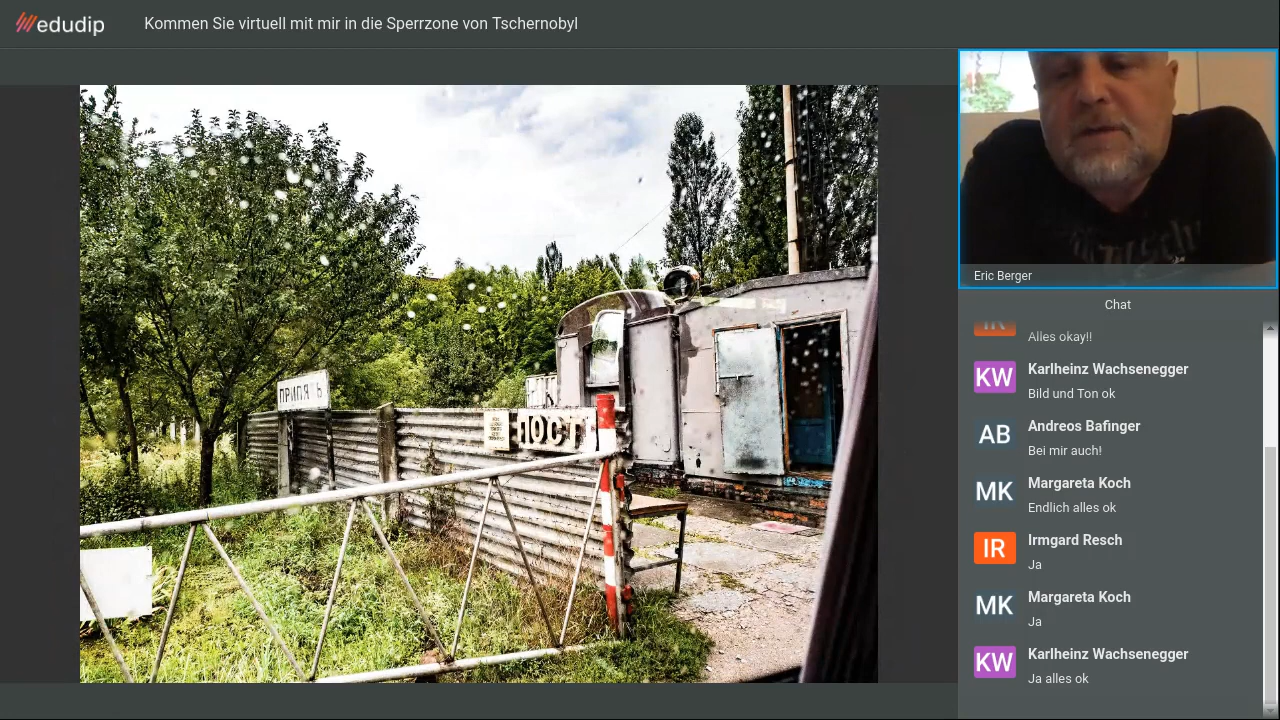 edudip
Kommen Sie virtuell mit mir in die Sperrzone von Tschernobyl
ПОСТ
Eric Berger
Chat
IR
Alles okay!!
KW
Karlheinz Wachsenegger
Bild und Ton ok
AB
Andreos Bafinger
Bei mir auch!
MK
Margareta Koch
Endlich alles ok
IR
Irmgard Resch
Ja
MK
Margareta Koch
Ja
KW
Karlheinz Wachsenegger
Ja alles ok